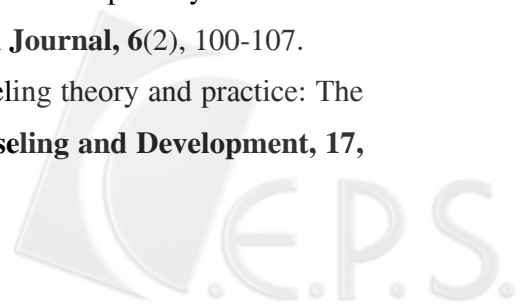 Journal, 6(2), 100-107.
eling theory and practice: The
seling and Development, 17,
C.E.P.S.